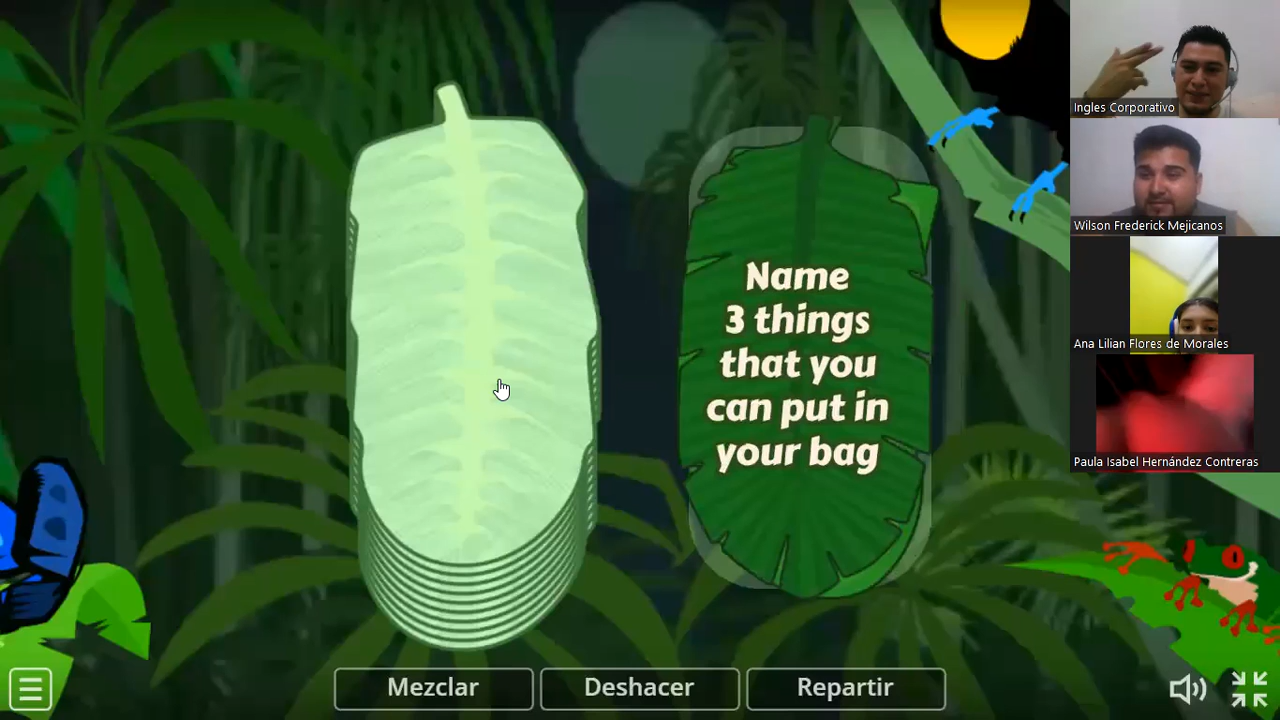 Name
3 things
that you
can put in
your bag
Mezclar
Deshacer
Repartir
Ingles Corporativo
Wilson Frederick Mejicanos
Ana Lilian Flores de Morales
Paula Isabel Hernández Contreras